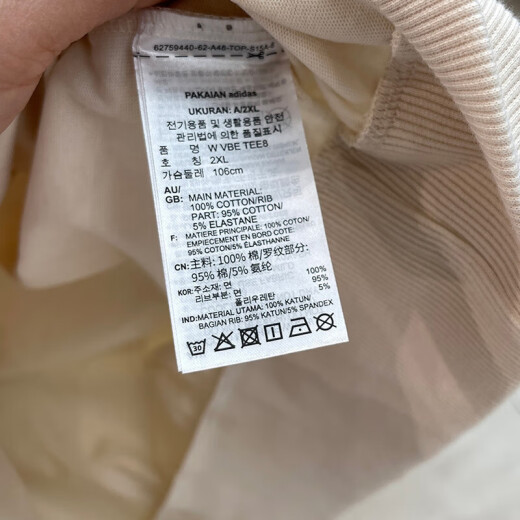 62759440-62-A48-TOP-
PAKAIAN adidas
UKURAN: A/2XL
전기용품 및 생활용품 안전
관리법에 의한 품질표시
품 명 W VBE TEE8
호 칭 2XL
가슴둘레 106cm
AU/
GB: MAIN MATERIAL:
100% COTTON/RIB
PART: 95% COTTON/
5% ELASTANE
F: MATIERE PRINCIPALE: 100% COTON/
EMPIECEMENT EN BORD COTE:
95% COTON/5% ELASTHANNE
CN: 主料: 100% 棉/罗纹部分:
95% 棉/5% 氨纶
KOR: 주소재: 면 100%
리브부분: 면 95%
폴리우레탄 5%
IND: MATERIAL UTAMA: 100% KATUN/
BAGIAN RIB: 95% KATUN/5% SPANDEX
30